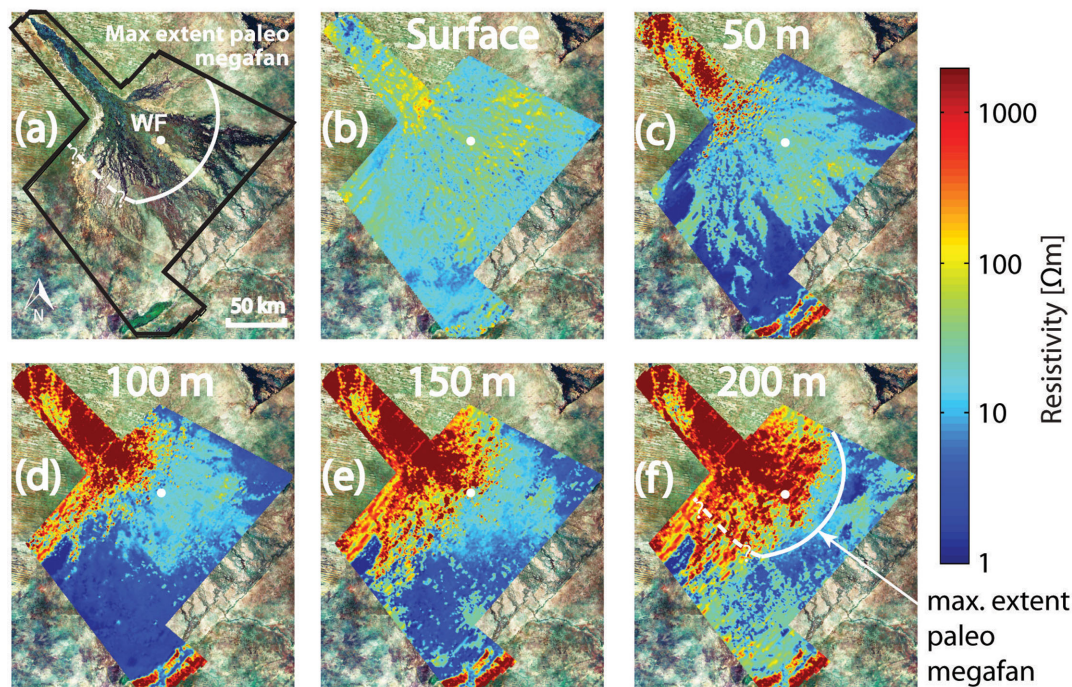 Max extent paleo
megafan
(a)
WF
?
?
N
50 km
Surface
(b)
50 m
(c)
1000
100
10
1
Resistivity [Ωm]
100 m
(d)
150 m
(e)
200 m
(f)
?
?
max. extent
paleo
megafan